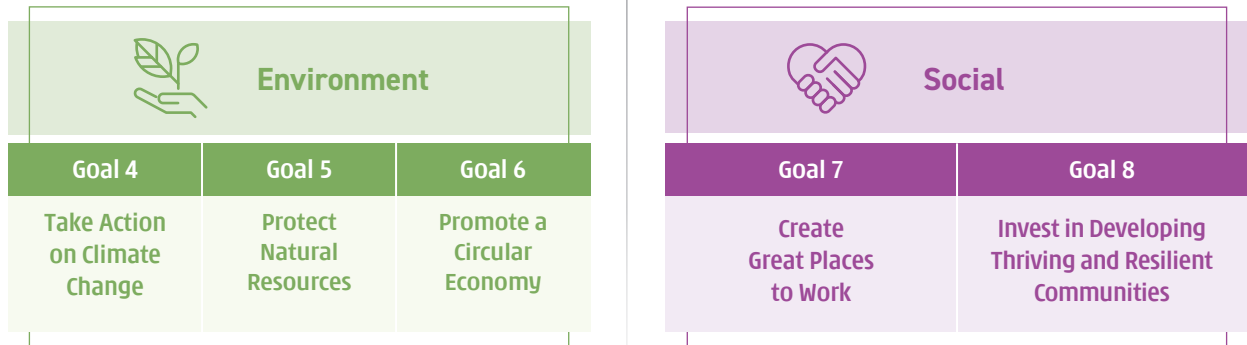 Environment
Goal 4
Take Action
on Climate
Change
Goal 5
Protect
Natural
Resources
Goal 6
Promote a
Circular
Economy
Social
Goal 7
Create
Great Places
to Work
Goal 8
Invest in Developing
Thriving and Resilient
Communities